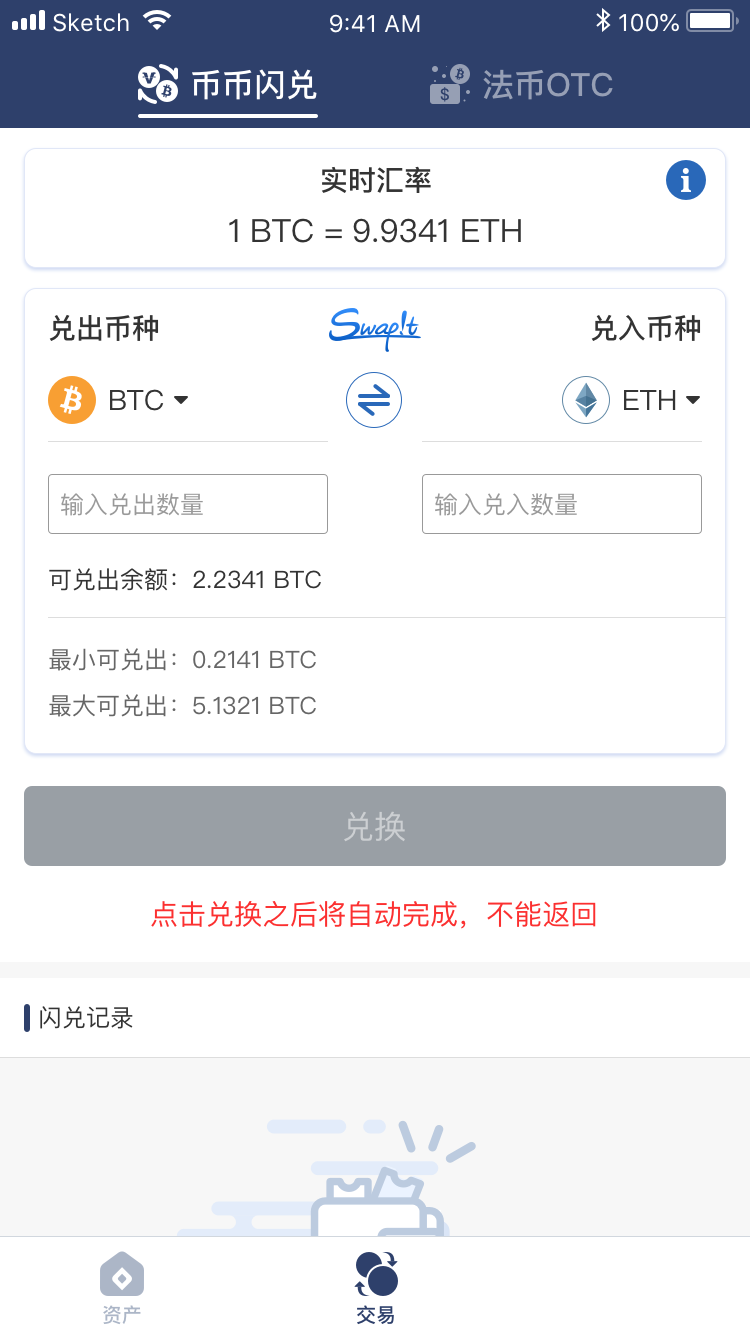 Sketch 9:41 AM 100%
币币闪兑 法币OTC
实时汇率
1 BTC = 9.9341 ETH
兑出币种 Swap!t 兑入币种
BTC ETH
输入兑出数量 输入兑入数量
可兑出余额：2.2341 BTC
最小可兑出：0.2141 BTC
最大可兑出：5.1321 BTC
兑换
点击兑换之后将自动完成，不能返回
闪兑记录
资产 交易